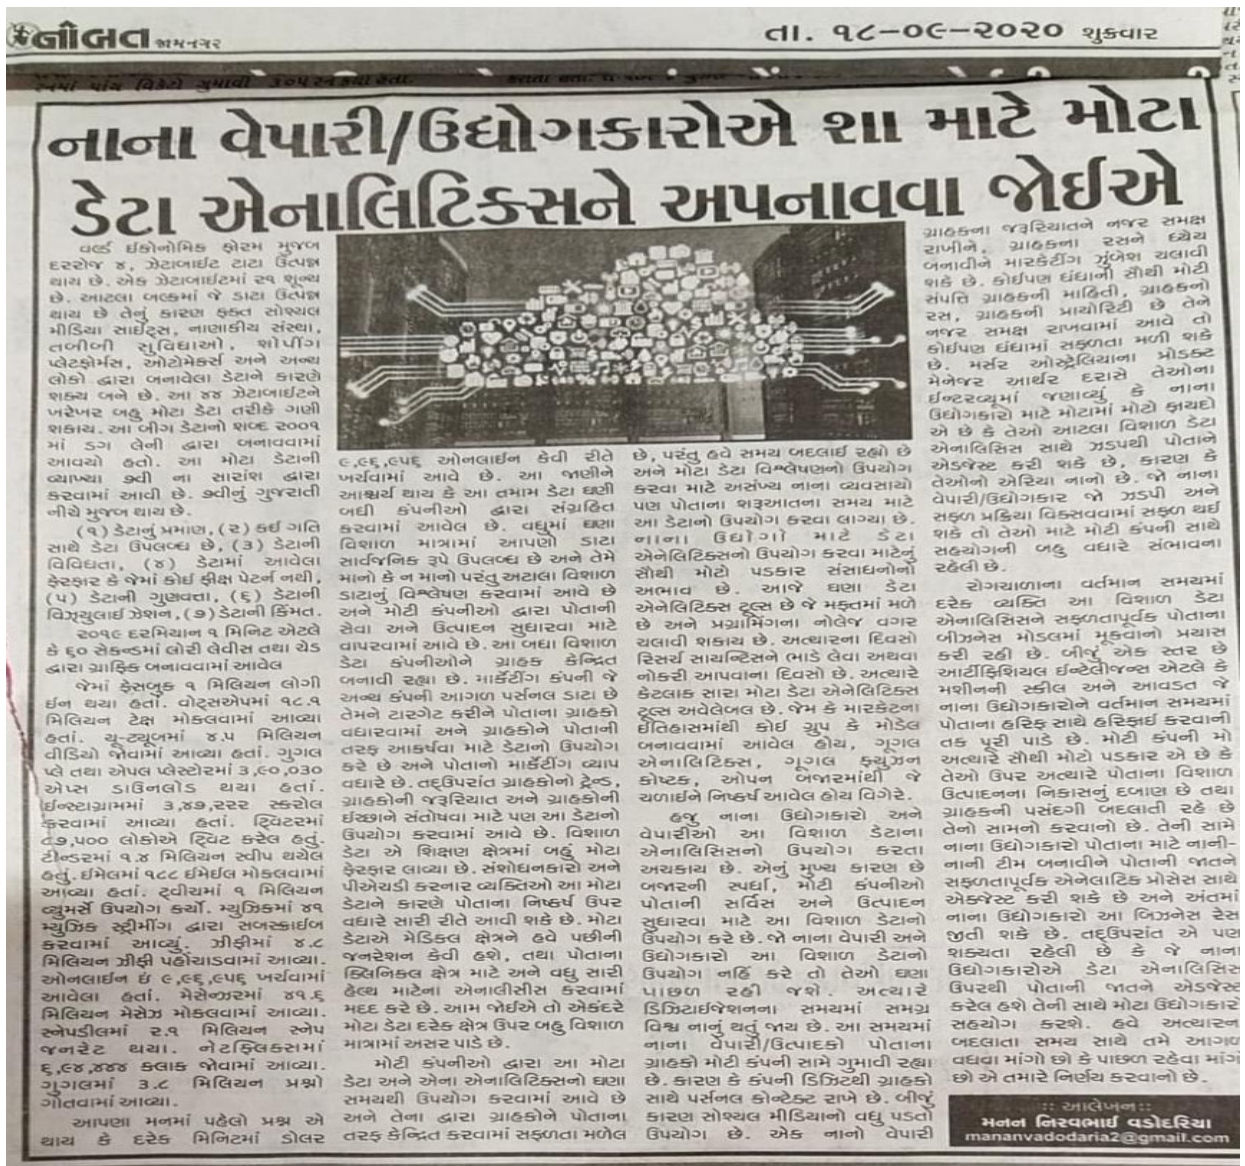 નોબત જામનગર
તા. ૧૮-૦૯-૨૦૨૦ શુક્રવાર
નાના વેપારી/ઉદ્યોગકારોએ શા માટે મોટા
ડેટા એનાલિટિક્સને અપનાવવા જોઈએ
વર્લ્ડ ઈકોનોમિક ફોરમ મુજબ
દરરોજ ૪, ઝેટાબાઈટ ટાટા ઉત્પન્ન
થાય છે. એક ઝેટાબાઈટમાં ૨૧ શૂન્ય
છે. આટલા બલ્કમાં જે ડાટા ઉત્પન્ન
થાય છે તેનું કારણ ફક્ત સોશ્યલ
મીડિયા સાઈટ્સ, નાણાકીય સંસ્થા,
તબીબી સુવિધાઓ, શોપીંગ
પ્લેટફોર્મસ, ઓટોમેકર્સ અને અન્ય
લોકો દ્વારા બનાવેલા ડેટાને કારણે
શક્ય બને છે. આ ૪૪ ઝેટાબાઈટને
ખરેખર બહુ મોટા ડેટા તરીકે ગણી
શકાય. આ બીગ ડેટાનો શબ્દ ૨૦૦૧
માં ડગ લેની દ્વારા બનાવવામાં
આવયો હતો. આ મોટા ડેટાની
વ્યાખ્યા ૭વી ના સારાંશ દ્વારા
કરવામાં આવી છે. ૭વીનું ગુજરાતી
નીચે મુજબ થાય છે.
(૧) ડેટાનું પ્રમાણ, (૨) કઈ ગતિ
સાથે ડેટા ઉપલબ્ધ છે, (૩) ડેટાની
વિવિધતા, (૪) ડેટામાં આવેલા
ફેરફાર કે જેમાં કોઈ ફીક્ષ પેટર્ન નથી,
(૫) ડેટાની ગુણવતા, (૬) ડેટાની
વિઝ્યુલાઈઝેશન, (૭) ડેટાની કિંમત.
૨૦૧૯ દરમિયાન ૧ મિનિટ એટલે
કે ૬૦ સેકન્ડમાં લોરી લેવીસ તથા ચેડ
દ્વારા ગ્રાફિક બનાવવામાં આવેલ
જેમાં ફેસબુક ૧ મિલિયન લોગી
ઈન થયા હતાં. વોટ્સએપમાં ૧૮.૧
મિલિયન ટેક્ષ મોકલવામાં આવ્યા
હતાં. યૂ-ટ્યૂબમાં ૪.૫ મિલિયન
વીડિયો જોવામાં આવ્યા હતાં. ગુગલ
પ્લે તથા એપલ પ્લેસ્ટોરમાં ૩,૯૦,૦૩૦
એપ્સ ડાઉનલોડ થયા હતાં.
ઈન્સ્ટાગ્રામમાં ૩,૪૭,૨૨૨ સ્કરોલ
કરવામાં આવ્યા હતાં. ટ્વિટરમાં
૮૭,૫૦૦ લોકોએ ટ્વિટ કરેલ હતું.
ટીન્ડરમાં ૧.૪ મિલિયન સ્વીપ થયેલ
હતું. ઈમેલમાં ૧૮૮ ઈમેઈલ મોકલવામાં
આવ્યા હતાં. ટ્વીચમાં ૧ મિલિયન
વ્યુમર્સે ઉપયોગ કર્યો. મ્યુઝિકમાં ૪૧
મ્યુઝિક સ્ટ્રીમીંગ દ્વારા સબસ્ક્રાઈબ
કરવામાં આવ્યું. ઝીફીમાં ૪.૮
મિલિયન ઝીફી પહોંચાડવામાં આવ્યા.
ઓનલાઈન ઇં ૯,૯૬,૯૫૬ ખર્ચવામાં
આવેલા હતાં. મેસેન્ઝરમાં ૪૧.૬
મિલિયન મેસેઝ મોકલવામાં આવ્યા.
સ્નેપડીલમાં ૨.૧ મિલિયન સ્નેપ
જનરેટ થયા. નેટફ્લિક્સમાં
૬,૯૪,૪૪૪ કલાક જોવામાં આવ્યા.
ગુગલમાં ૩.૮ મિલિયન પ્રશ્નો
ગોતવામાં આવ્યા.
આપણા મનમાં પહેલો પ્રશ્ન એ
થાય કે દરેક મિનિટમાં ડોલર
૯,૯૬,૯૫૬ ઓનલાઈન કેવી રીતે
ખર્ચવામાં આવે છે. આ જાણીને
આશ્ચર્ય થાય કે આ તમામ ડેટા ઘણી
બધી કંપનીઓ દ્વારા સંગ્રહિત
કરવામાં આવેલ છે. વધુમાં ઘણા
વિશાળ માત્રામાં આપણો ડાટા
સાર્વજનિક રૂપે ઉપલબ્ધ છે અને તેમે
માનો કે ન માનો પરંતુ અટાલા વિશાળ
ડાટાનું વિશ્લેષણ કરવામાં આવે છે
અને મોટી કંપનીઓ દ્વારા પોતાની
સેવા અને ઉત્પાદન સુધારવા માટે
વાપરવામાં આવે છે. આ બધા વિશાળ
ડેટા કંપનીઓને ગ્રાહક કેન્દ્રિત
બનાવી રહ્યા છે. માર્કેટીંગ કંપની જે
અન્ય કંપની આગળ પર્સનલ ડાટા છે
તેમને ટારગેટ કરીને પોતાના ગ્રાહકો
વધારવામાં અને ગ્રાહકોને પોતાની
તરફ આકર્ષવા માટે ડેટાનો ઉપયોગ
કરે છે અને પોતાનો માર્કેટીંગ વ્યાપ
વધારે છે. તદ્ઉપરાંત ગ્રાહકોનો ટ્રેન્ડ,
ગ્રાહકોની જરૂરિયાત અને ગ્રાહકોની
ઈચ્છાને સંતોષવા માટે પણ આ ડેટાનો
ઉપયોગ કરવામાં આવે છે. વિશાળ
ડેટા એ શિક્ષણ ક્ષેત્રમાં બહું મોટા
ફેરફાર લાવ્યા છે. સંશોધનકારો અને
પીએચડી કરનાર વ્યક્તિઓ આ મોટા
ડેટાને કારણે પોતાના નિષ્કર્ષ ઉપર
વધારે સારી રીતે આવી શકે છે. મોટા
ડેટાએ મેડિકલ ક્ષેત્રને હવે પછીની
જનરેશન કેવી હશે, તથા પોતાના
ક્લિનિકલ ક્ષેત્ર માટે અને વધુ સારી
હેલ્થ માટેના એનાલીસીસ કરવામાં
મદદ કરે છે. આમ જોઈએ તો એકંદરે
મોટા ડેટા દરેક ક્ષેત્ર ઉપર બહુ વિશાળ
માત્રામાં અસર પાડે છે.
મોટી કંપનીઓ દ્વારા આ મોટા
ડેટા અને એના એનાલિટિક્સનો ઘણા
સમયથી ઉપયોગ કરવામાં આવે છે
અને તેના દ્વારા ગ્રાહકોને પોતાના
તરફ કેન્દ્રિત કરવામાં સફળતા મળેલ
છે, પરંતુ હવે સમય બદલાઈ રહ્યો છે
અને મોટા ડેટા વિશ્લેષણનો ઉપયોગ
કરવા માટે અસંખ્ય નાના વ્યવસાયો
પણ પોતાના શરૂઆતના સમય માટે
આ ડેટાનો ઉપયોગ કરવા લાગ્યા છે.
નાના ઉદ્યોગો માટે ડેટા
એનેલિટિક્સનો ઉપયોગ કરવા માટેનું
સૌથી મોટો પડકાર સંસાધનોનો
અભાવ છે. આજે ઘણા ડેટા
એનેલિટિક્સ ટૂલ્સ છે જે મફતમાં મળે
છે અને પ્રગ્રામિંગના નોલેજ વગર
ચલાવી શકાય છે. અત્યારના દિવસો
રિસર્ચ સાયન્ટિસને ભાડે લેવા અથવા
નોકરી આપવાના દિવસો છે. અત્યારે
કેટલાક સારા મોટા ડેટા એનેલિટિક્સ
ટૂલ્સ અવેલેબલ છે. જેમ કે મારકેટના
ઈતિહાસમાંથી કોઈ ગ્રુપ કે મોડેલ
બનાવવામાં આવેલ હોય, ગૂગલ
એનાલિટિક્સ, ગૂગલ ફ્યુઝન
કોષ્ટક, ઓપન બજારમાંથી જે
ચળાઈને નિષ્કર્ષ આવેલ હોય વિગેરે.
હજુ નાના ઉદ્યોગકારો અને
વેપારીઓ આ વિશાળ ડેટાના
એનાલિસિસનો ઉપયોગ કરતા
અચકાય છે. એનું મુખ્ય કારણ છે
બજારની સ્પર્ધા, મોટી કંપનીઓ
પોતાની સર્વિસ અને ઉત્પાદન
સુધારવા માટે આ વિશાળ ડેટાનો
ઉપયોગ કરે છે. જો નાના વેપારી અને
ઉદ્યોગકારો આ વિશાળ ડેટાનો
ઉપયોગ નહિં કરે તો તેઓ ઘણા
પાછળ રહી જશે. અત્યારે
ડિઝિટાઈજેશનના સમયમાં સમગ્ર
વિશ્વ નાનું થતું જાય છે. આ સમયમાં
નાના વેપારી/ઉત્પાદકો પોતાના
ગ્રાહકો મોટી કંપની સામે ગુમાવી રહ્યા
છે. કારણ કે કંપની ડિઝિટથી ગ્રાહકો
સાથે પર્સનલ કોન્ટેક્ટ રાખે છે. બીજું
કારણ સોશ્યલ મીડિયાનો વધુ પડતો
ઉપયોગ છે. એક નાનો વેપારી
ગ્રાહકના જરૂરિયાતને નજર સમક્ષ
રાખીને, ગ્રાહકના રસને ધ્યેય
બનાવીને મારકેટીંગ ઝુંબેશ ચલાવી
શકે છે. કોઈપણ ધંધાની સૌથી મોટી
સંપતિ ગ્રાહકની માહિતી, ગ્રાહકનો
રસ, ગ્રાહકની પ્રાયોરિટી છે તેને
નજર સમક્ષ રાખવામાં આવે તો
કોઈપણ ધંધામાં સફળતા મળી શકે
છે. મર્સર ઓસ્ટ્રેલિયાના પ્રોડક્ટ
મેનેજર આર્થર દરાસે તેઓના
ઈન્ટરવ્યુમાં જણાવ્યું કે નાના
ઉદ્યોગકારો માટે મોટામાં મોટો ફાયદો
એ છે કે તેઓ આટલા વિશાળ ડેટા
એનાલિસિસ સાથે ઝડપથી પોતાને
એડજેસ્ટ કરી શકે છે, કારણ કે
તેઓનો એરિયા નાનો છે. જો નાના
વેપારી/ઉદ્યોગકાર જો ઝડપી અને
સફળ પ્રક્રિયા વિક્સવવામાં સફળ થઈ
શકે તો તેઓ માટે મોટી કંપની સાથે
સહયોગની બહુ વધારે સંભાવના
રહેલી છે.
રોગચાળાના વર્તમાન સમયમાં
દરેક વ્યક્તિ આ વિશાળ ડેટા
એનાલિસિને સફળતાપૂર્વક પોતાના
બીઝનેસ મોડલમાં મૂકવાનો પ્રયાસ
કરી રહી છે. બીજું એક સ્તર છે
આર્ટીફિશિયલ ઈન્ટેલીજન્સ એટલે કે
મશીનની સ્કીલ અને આવડત જે
નાના ઉદ્યોગકારોને વર્તમાન સમયમાં
પોતાના હરિફ સાથે હરિફાઈ કરવાની
તક પૂરી પાડે છે. મોટી કંપની મો
અત્યારે સૌથી મોટો પડકાર એ છે કે
તેઓ ઉપર અત્યારે પોતાના વિશાળ
ઉત્પાદનના નિકાસનું દબાણ છે તથા
ગ્રાહકની પસંદગી બદલાતી રહે છે
તેનો સામનો કરવાનો છે. તેની સામે
નાના ઉદ્યોગકારો પોતાના માટે નાની-
નાની ટીમ બનાવીને પોતાની જાતને
સફળતાપૂર્વક એનેલાટિક પ્રોસેસ સાથે
એક્જેસ્ટ કરી શકે છે અને અંતમાં
નાના ઉદ્યોગકારો આ બિઝનેસ રેસ
જીતી શકે છે. તદ્ઉપરાંત એ પણ
શક્યતા રહેલી છે કે જે નાના
ઉદ્યોગકારોએ ડેટા એનાલિસિસ
ઉપરથી પોતાની જાતને એડજેસ્ટ
કરેલ હશે તેની સાથે મોટા ઉદ્યોગકારો
સહયોગ કરશે. હવે અત્યારન
બદલાતા સમય સાથે તમે આગળ
વધવા માંગો છો કે પાછળ રહેવા માંગ
છો એ તમારે નિર્ણય કરવાનો છે.
:: આલેખન::
મનન નિરવભાઈ વડોદરિયા
mananvadodaria2@gmail.com